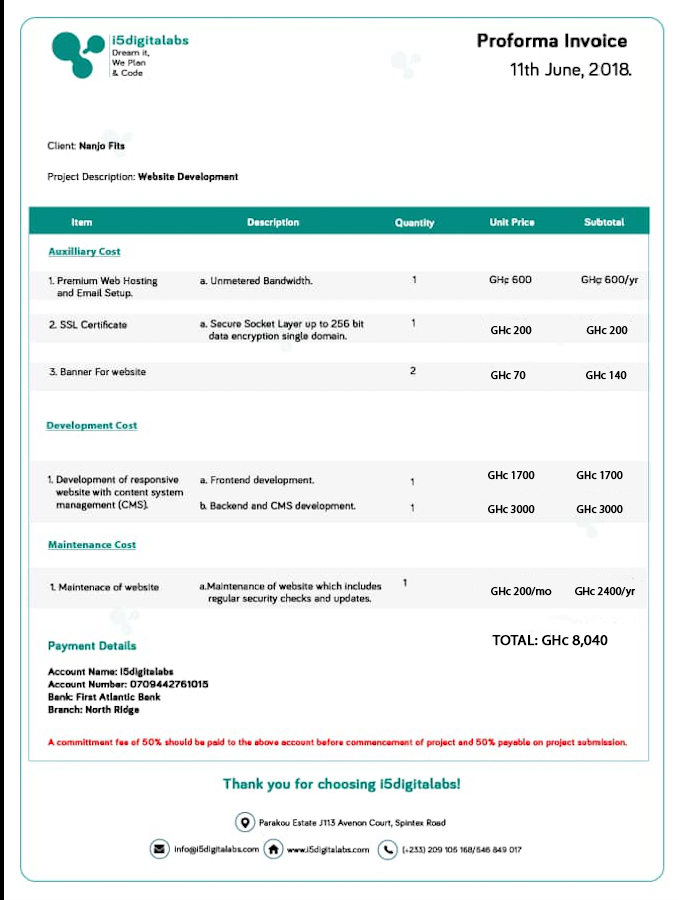 i5digitalabs
Dream it,
We Plan
& Code
Proforma Invoice
11th June, 2018.
Client: Nanjo Fits
Project Description: Website Development
Item Description Quantity Unit Price Subtotal
Auxilliary Cost
1. Premium Web Hosting a. Unmetered Bandwidth. 1 GH¢ 600 GH¢ 600/yr
and Email Setup.
2. SSL Certificate a. Secure Socket Layer up to 256 bit 1 GHc 200 GHc 200
data encryption single domain.
3. Banner For website 2 GHc 70 GHc 140
Development Cost
1. Development of responsive a. Frontend development. 1 GHc 1700 GHc 1700
website with content system
management (CMS). b. Backend and CMS development. 1 GHc 3000 GHc 3000
Maintenance Cost
1. Maintenace of website a.Maintenance of website which includes 1 GHc 200/mo GHc 2400/yr
regular security checks and updates.
TOTAL: GHc 8,040
Payment Details
Account Name: i5digitalabs
Account Number: 0709442761015
Bank: First Atlantic Bank
Branch: North Ridge
A committment fee of 50% should be paid to the above account before commencement of project and 50% payable on project submission.
Thank you for choosing i5digitalabs!
Parakou Estate J113 Avenon Court, Spintex Road
info@i5digitalabs.com www.i5digitalabs.com (+233) 209 105 168/546 849 017